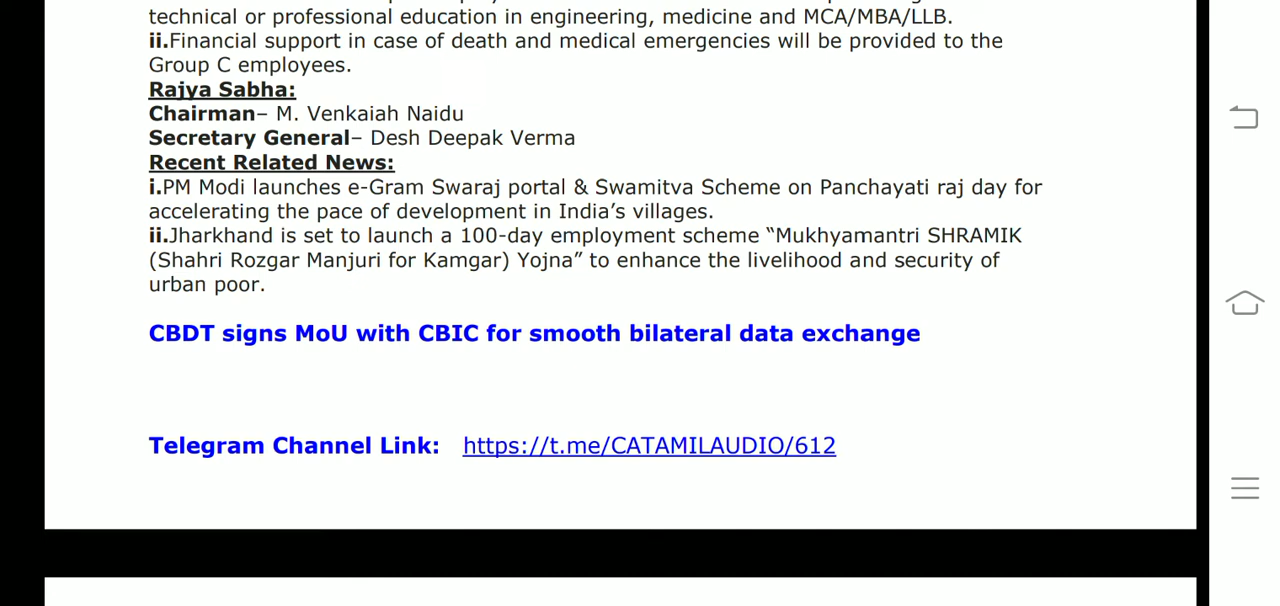 technical or professional education in engineering, medicine and MCA/MBA/LLB.
ii.Financial support in case of death and medical emergencies will be provided to the
Group C employees.
Rajya Sabha:
Chairman– M. Venkaiah Naidu
Secretary General– Desh Deepak Verma
Recent Related News:
i.PM Modi launches e-Gram Swaraj portal & Swamitva Scheme on Panchayati raj day for
accelerating the pace of development in India’s villages.
ii.Jharkhand is set to launch a 100-day employment scheme “Mukhyamantri SHRAMIK
(Shahri Rozgar Manjuri for Kamgar) Yojna” to enhance the livelihood and security of
urban poor.
CBDT signs MoU with CBIC for smooth bilateral data exchange
Telegram Channel Link: https://t.me/CATAMILAUDIO/612